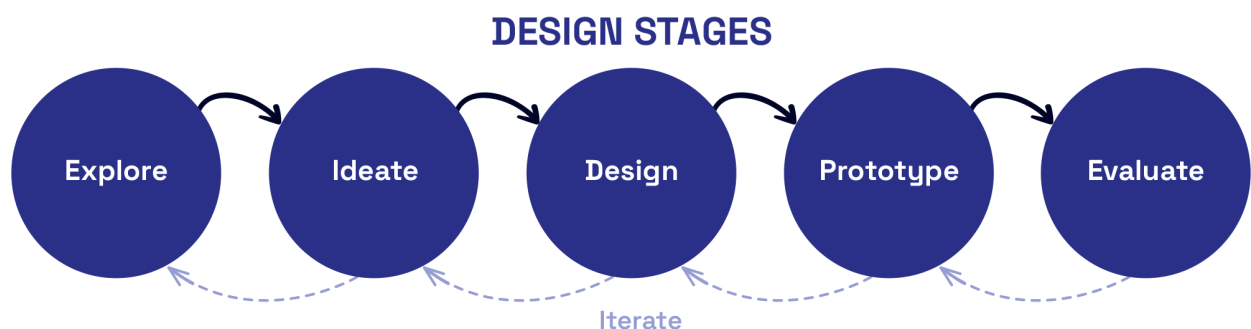 DESIGN STAGES
Explore
Ideate
Design
Prototype
Evaluate
Iterate